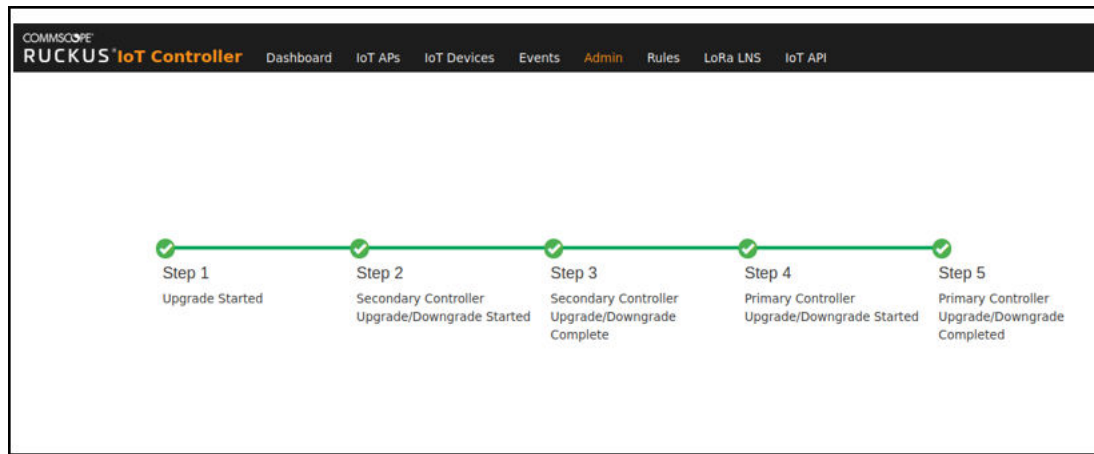 COMMSCOPE®
RUCKUS® IoT Controller Dashboard IoT APs IoT Devices Events Admin Rules LoRa LNS IoT API
Step 1
Upgrade Started
Step 2
Secondary Controller
Upgrade/Downgrade Started
Step 3
Secondary Controller
Upgrade/Downgrade
Complete
Step 4
Primary Controller
Upgrade/Downgrade Started
Step 5
Primary Controller
Upgrade/Downgrade
Completed